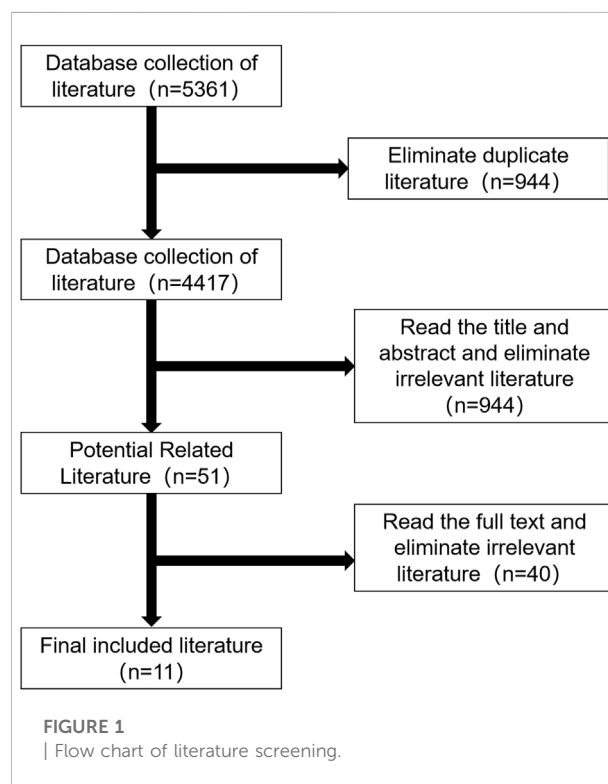 Database collection of
literature（n=5361)
Eliminate duplicate
literature（n=944)
Database collection of
literature（n=4417)
Read the title and
abstract and eliminate
irrelevant literature
（n=944)
Potential Related
Literature（n=51)
Read the full text and
eliminate irrelevant
literature（n=40)
Final included literature
（n=11)
FIGURE 1
| Flow chart of literature screening.